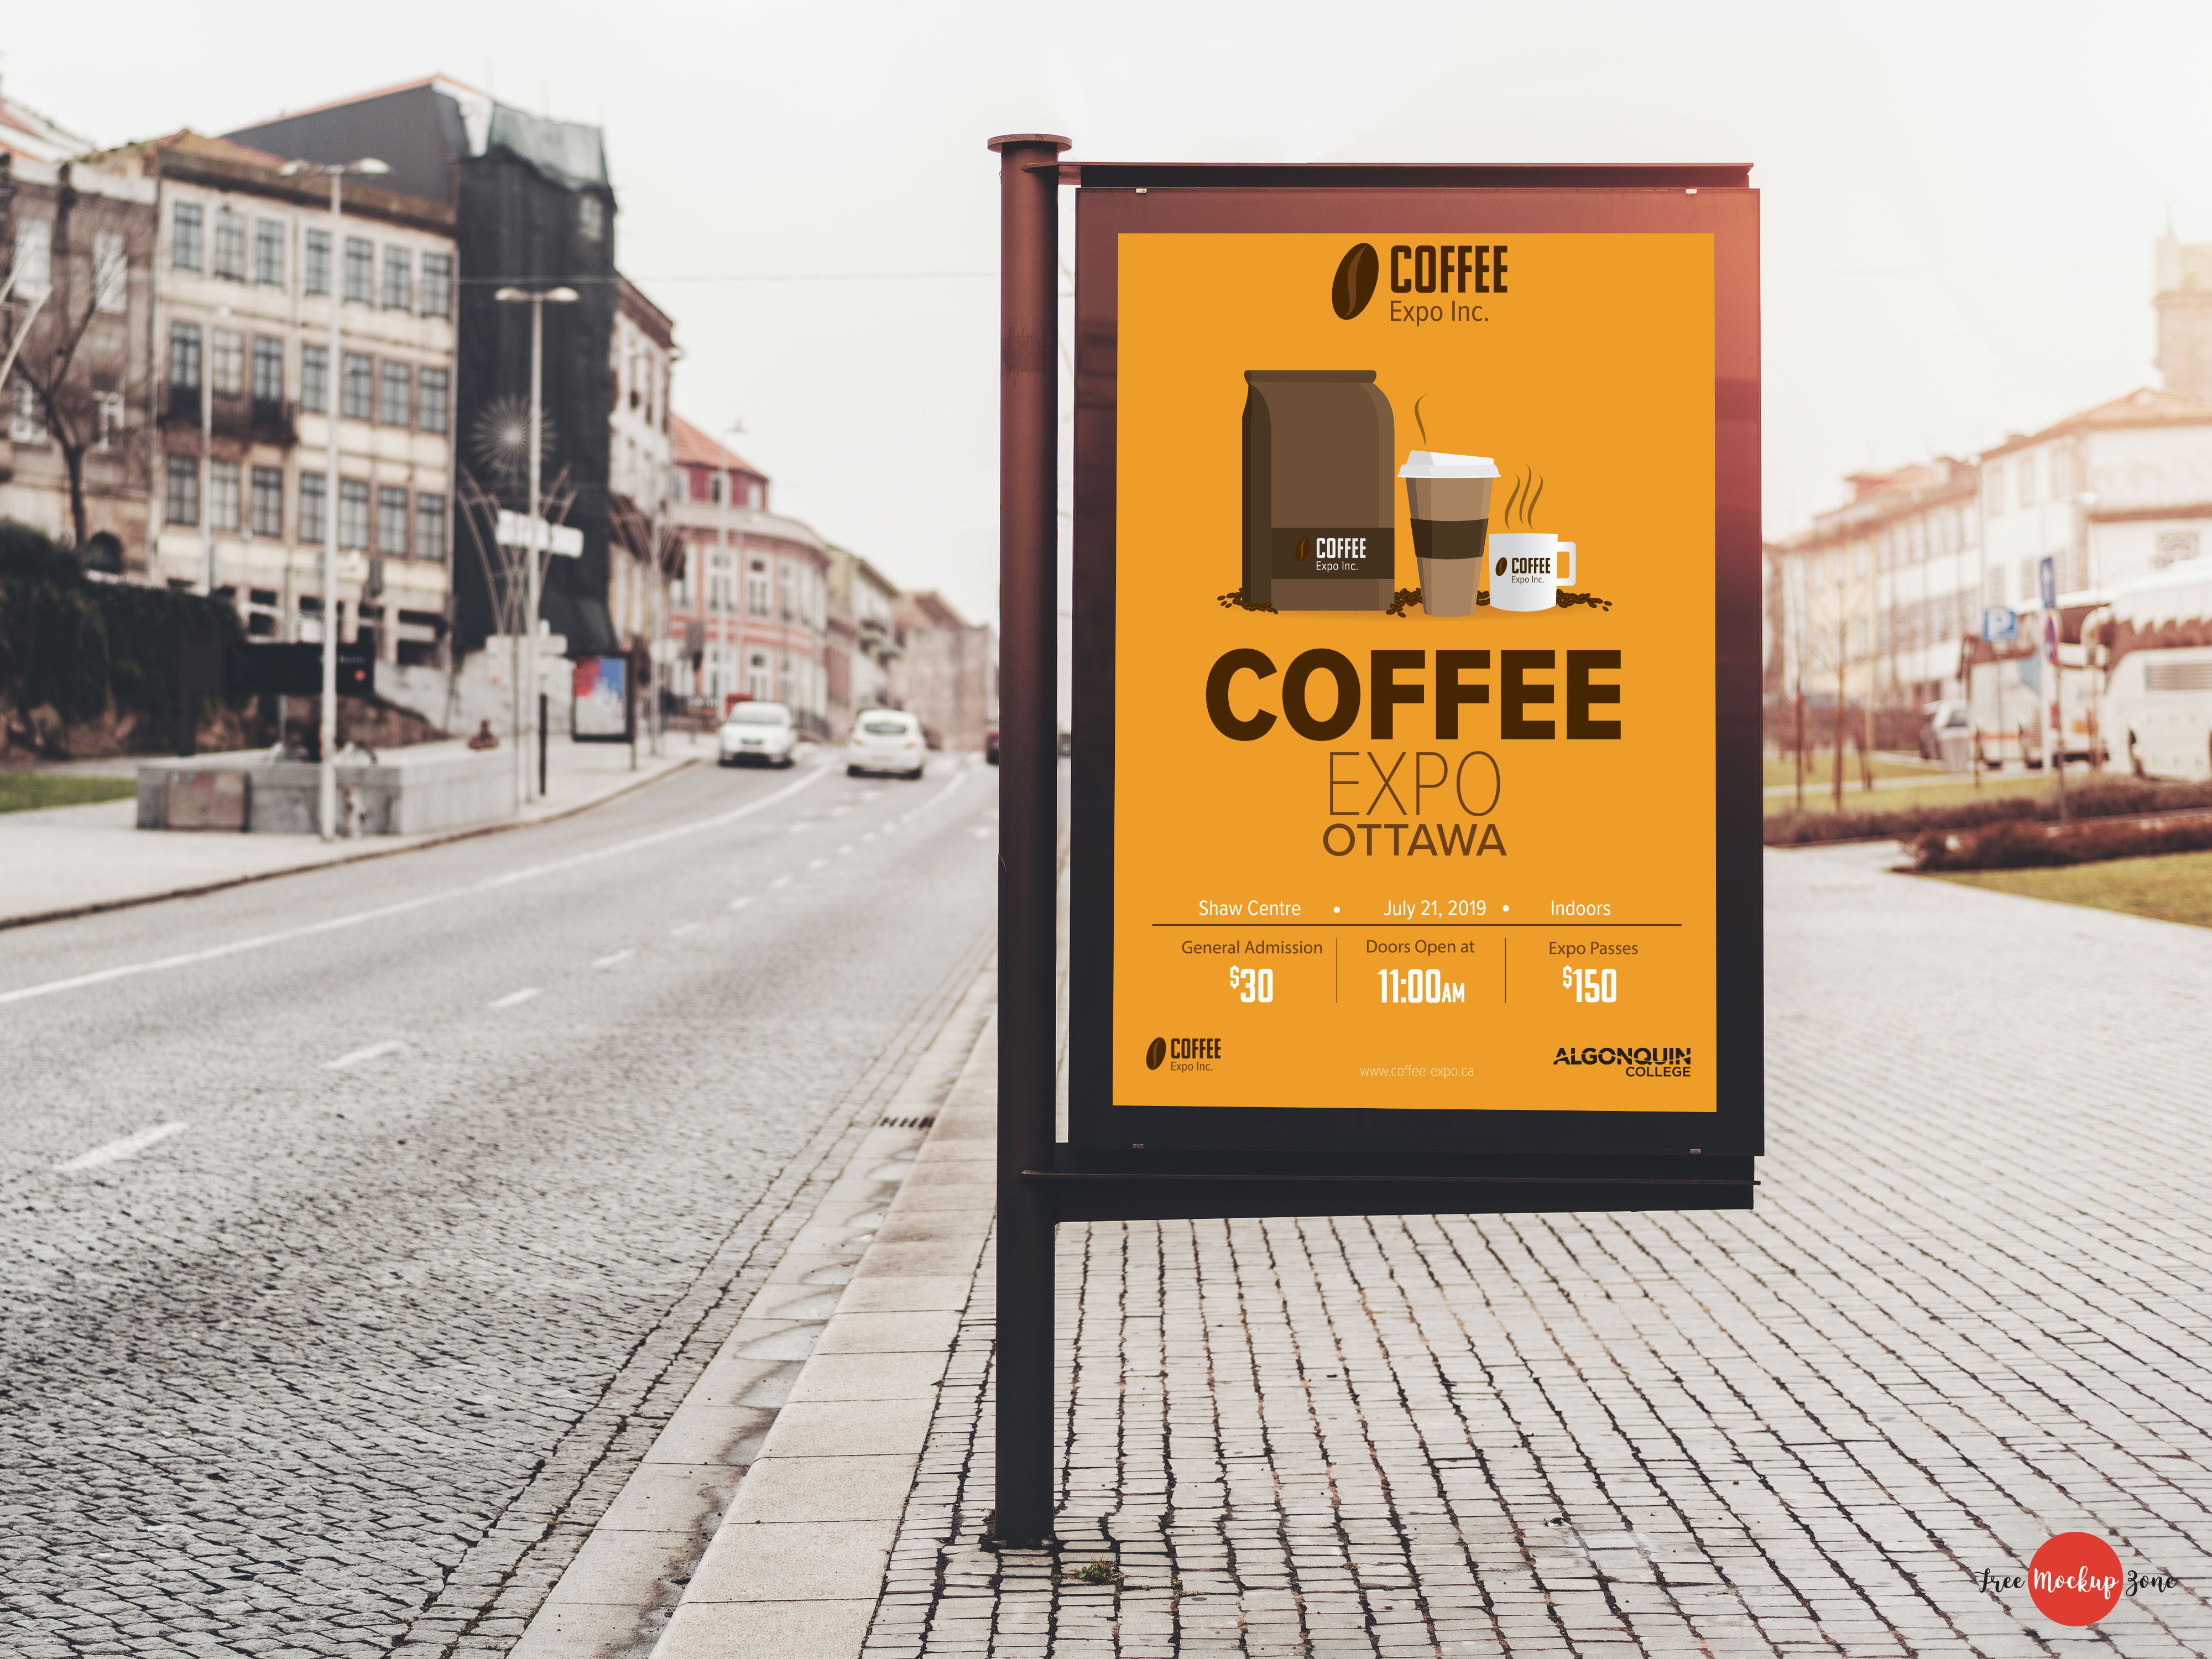 COFFEE
Expo Inc.
COFFEE
Expo Inc.
COFFEE
Expo Inc.
COFFEE
EXPO
OTTAWA
Shaw Centre • July 21, 2019 • Indoors
General Admission
$30
Doors Open at
11:00AM
Expo Passes
$150
COFFEE
Expo Inc.
www.coffee-expo.ca
ALGONQUIN
COLLEGE
P
Free Mockup Zone